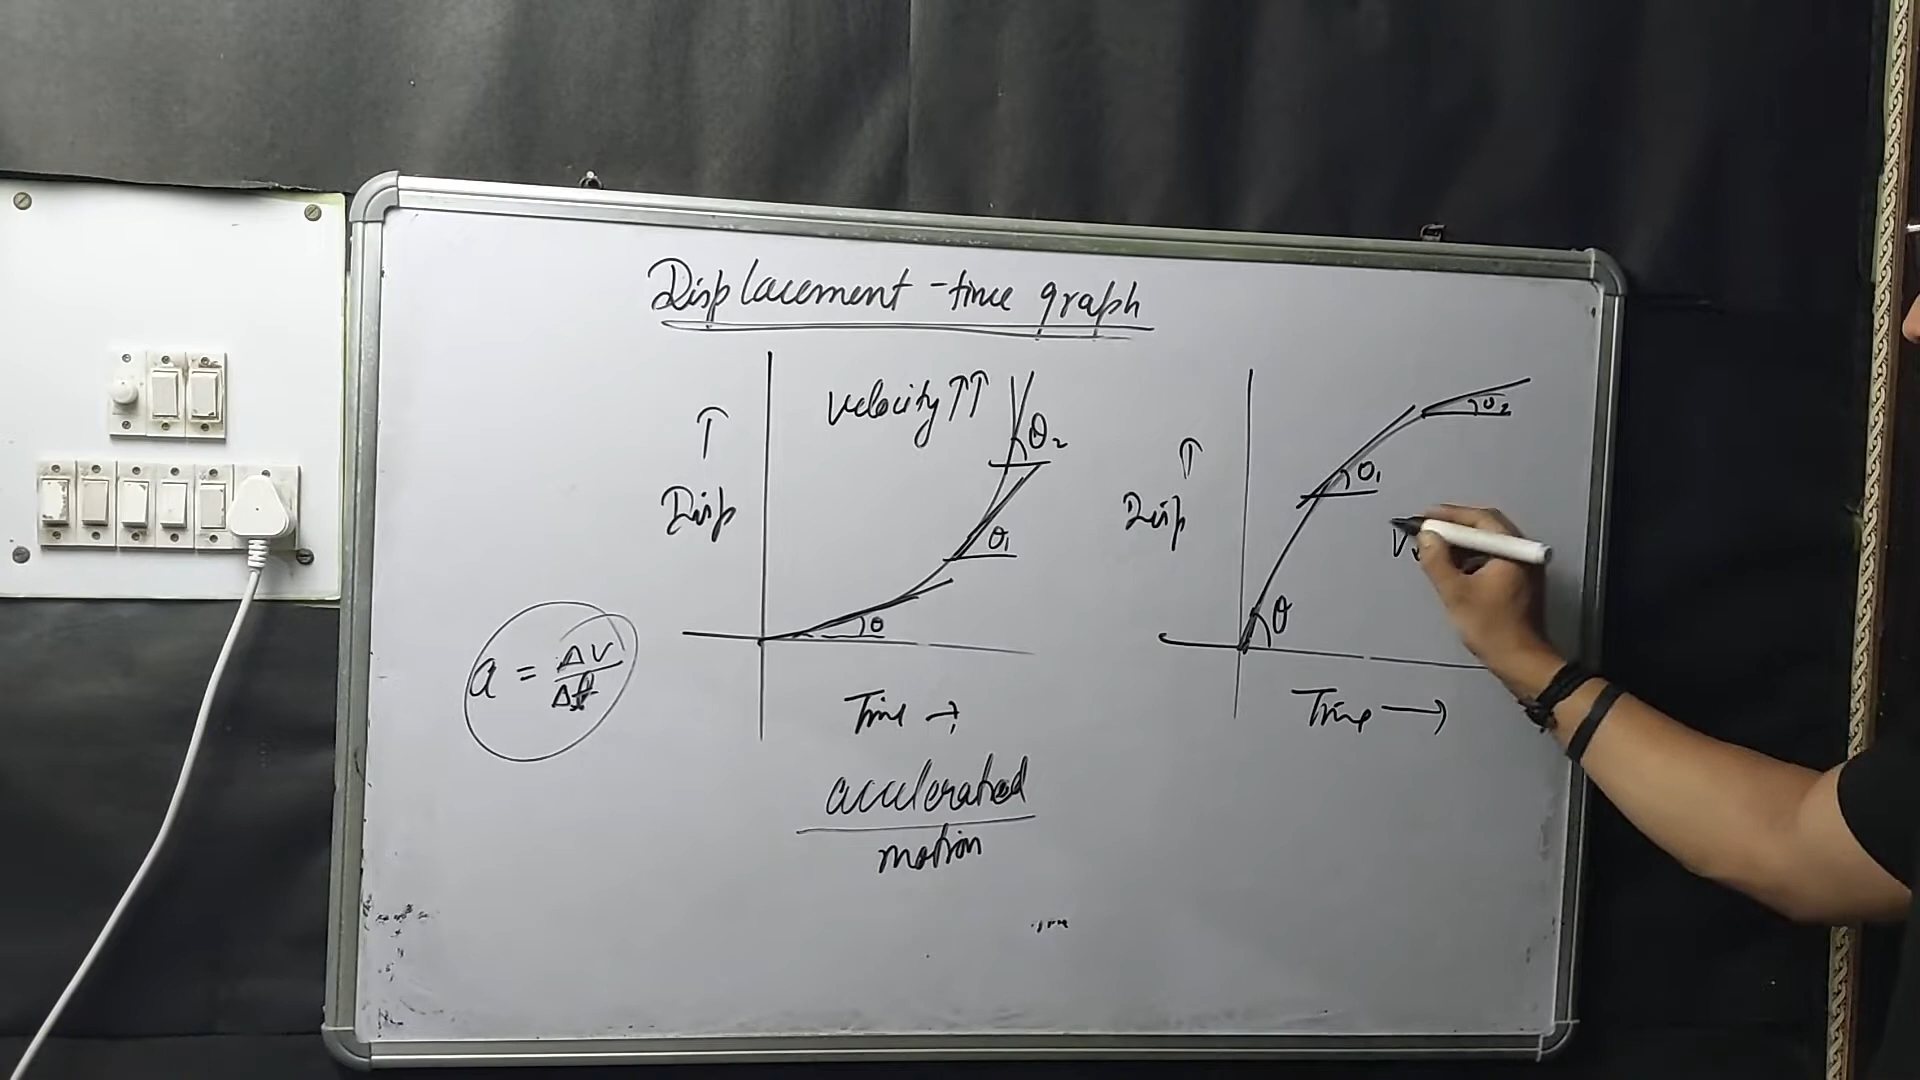 Displacement-time graph
velocity ↑↑
↑
Disp
θ
θ₁
θ₂
Time →
accelerated
motion
a = Δv/Δt
↑
Disp
θ
θ₁
θ₂
Time →